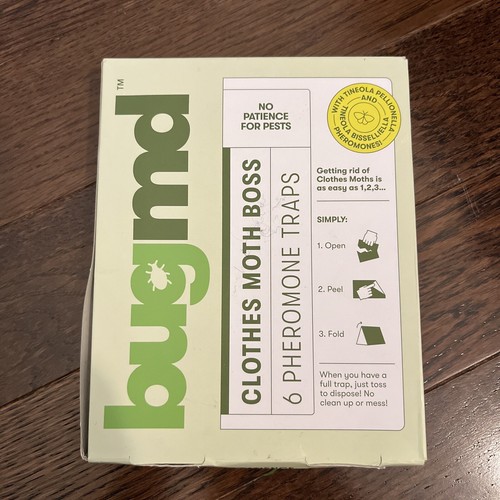 bugmd™
NO
PATIENCE
FOR PESTS
CLOTHES MOTH BOSS
6 PHEROMONE TRAPS
WITH TINEOLA PELLIONELLA
AND
TINEOLA BISSELLIELLA
PHEROMONES!
Getting rid of
Clothes Moths is
as easy as 1,2,3...
SIMPLY:
1. Open
2. Peel
3. Fold
When you have a
full trap, just toss
to dispose! No
clean up or mess!